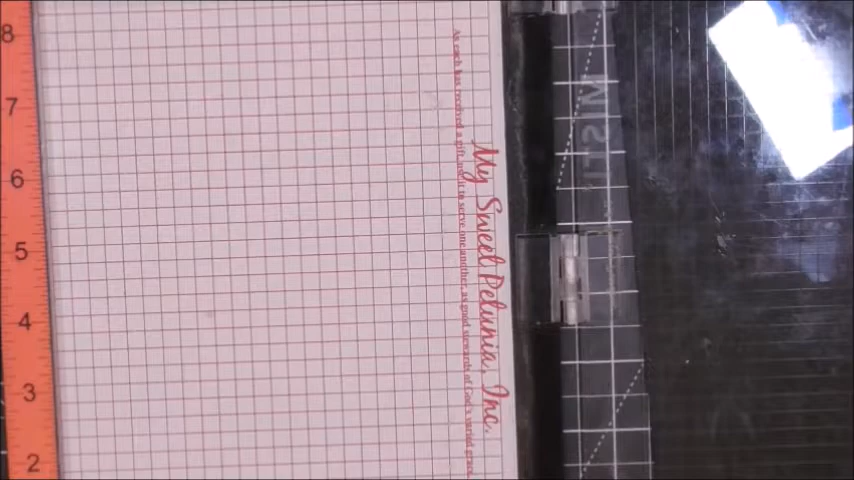 My Sweet Petunia, Inc.
As each has received a gift, use it to serve one another, as good stewards of God's varied grace.
MISTI
8
7
6
5
4
3
2